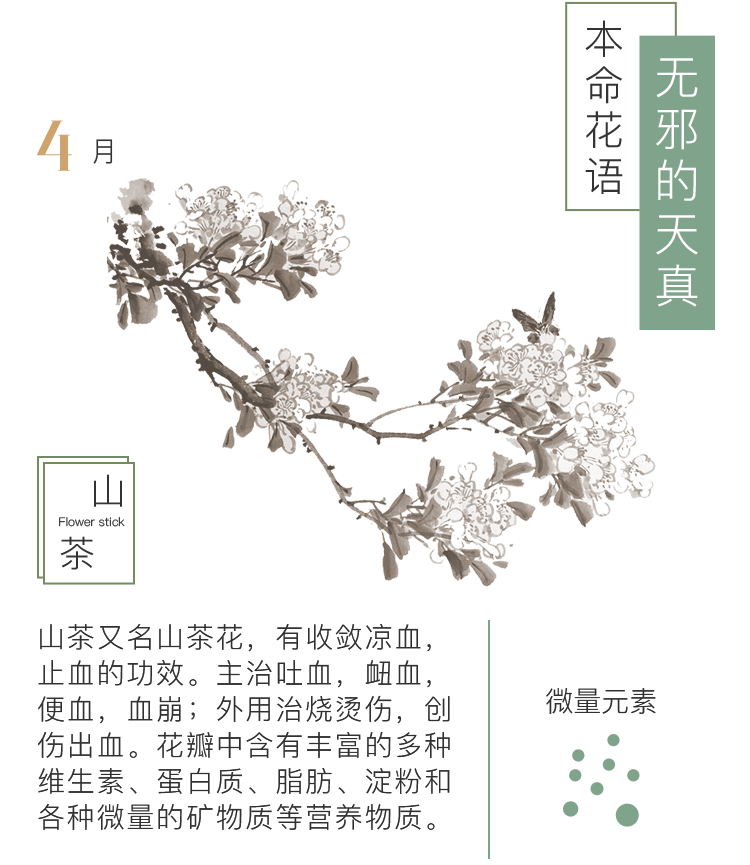 本命花语
无邪的天真
4月
山
Flower stick
茶
山茶又名山茶花，有收敛凉血，
止血的功效。主治吐血，衄血，
便血，血崩；外用治烧烫伤，创
伤出血。花瓣中含有丰富的多种
维生素、蛋白质、脂肪、淀粉和
各种微量的矿物质等营养物质。
微量元素